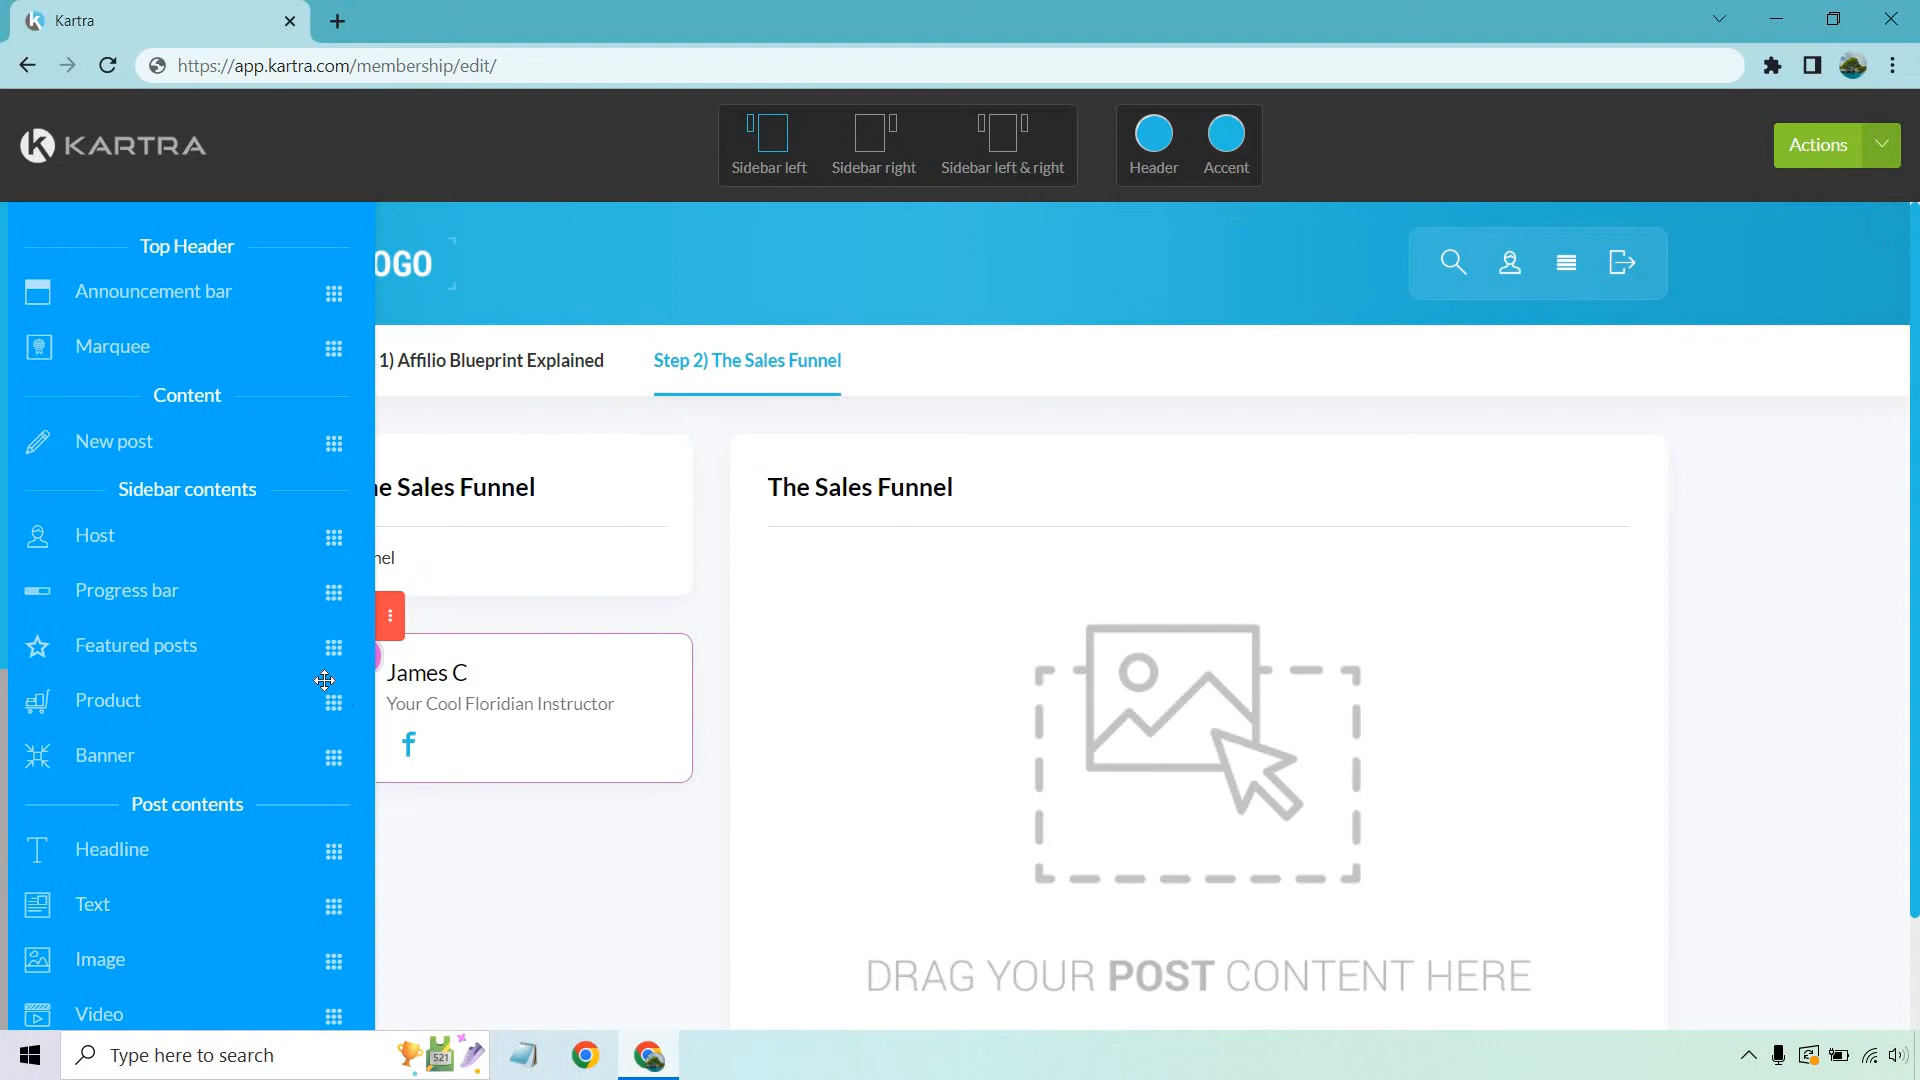 Kartra
https://app.kartra.com/membership/edit/
KARTRA
Sidebar left
Sidebar right
Sidebar left & right
Header
Accent
Actions
Top Header
Announcement bar
Marquee
Content
New post
Sidebar contents
Host
Progress bar
Featured posts
Product
Banner
Post contents
Headline
Text
Image
Video
OGO
1) Affilio Blueprint Explained
Step 2) The Sales Funnel
e Sales Funnel
nel
James C
Your Cool Floridian Instructor
The Sales Funnel
DRAG YOUR POST CONTENT HERE
Type here to search
521